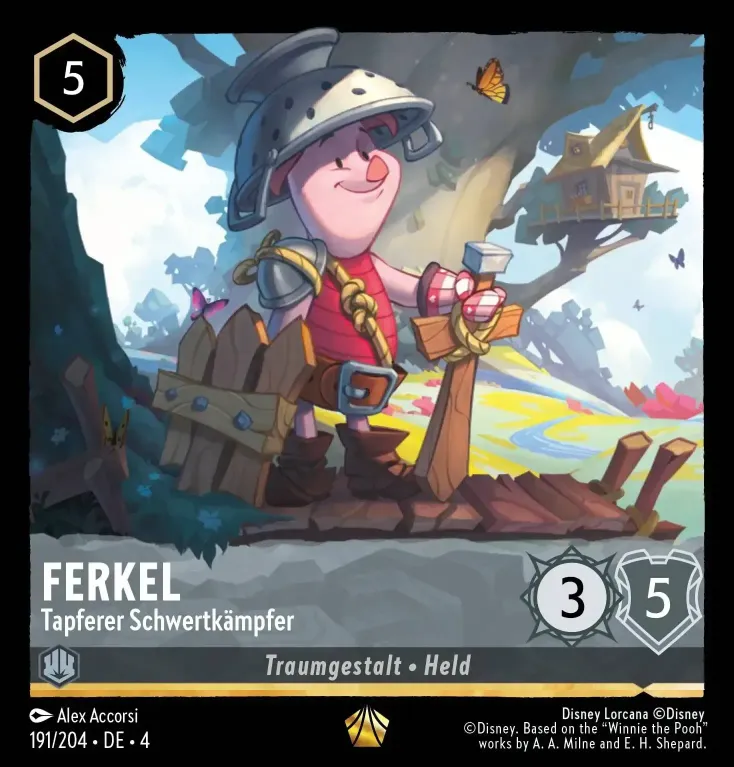 5
FERKEL
Tapferer Schwertkämpfer
3
5
Traumgestalt • Held
Alex Accorsi
191/204 • DE • 4
Disney Lorcana ©Disney
©Disney. Based on the “Winnie the Pooh”
works by A. A. Milne and E. H. Shepard.